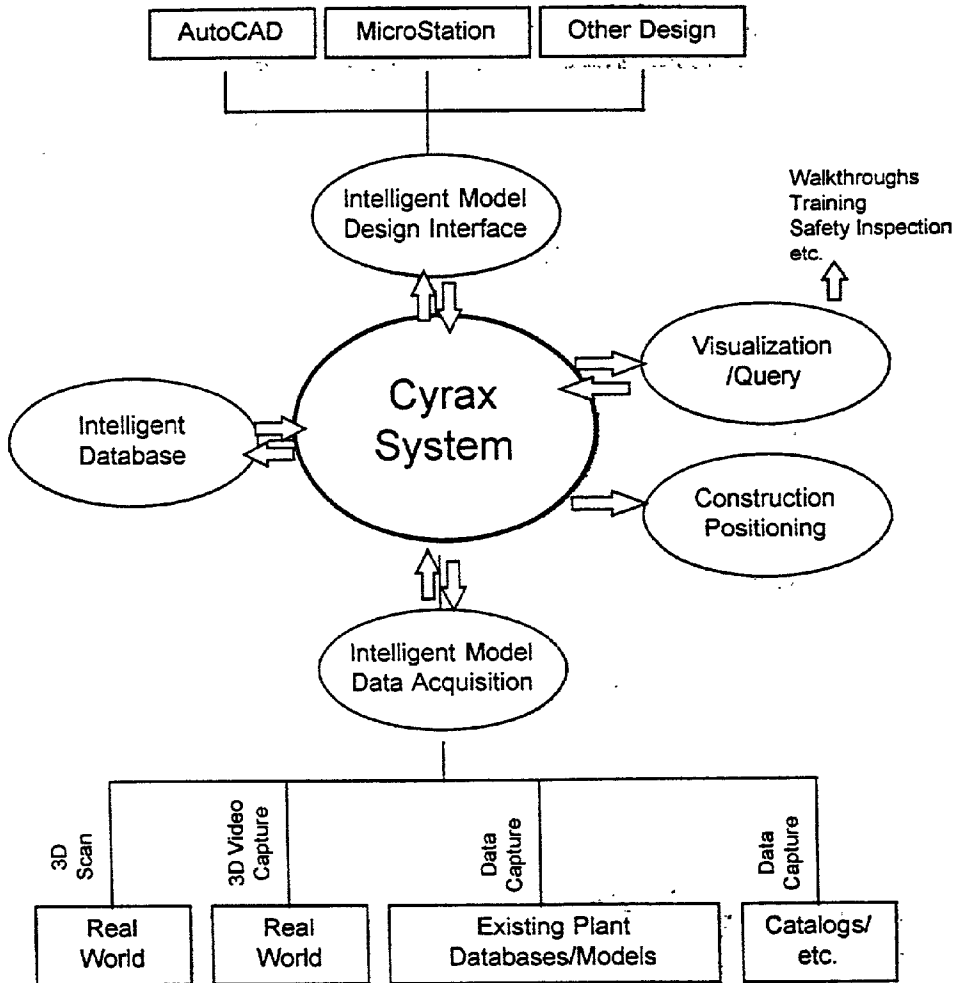 AutoCAD
MicroStation
Other Design
Intelligent Model
Design Interface
Walkthroughs
Training
Safety Inspection
etc.
Visualization
/Query
Cyrax
System
Intelligent
Database
Construction
Positioning
Intelligent Model
Data Acquisition
3D
Scan
3D Video
Capture
Data
Capture
Data
Capture
Real
World
Real
World
Existing Plant
Databases/Models
Catalogs/
etc.